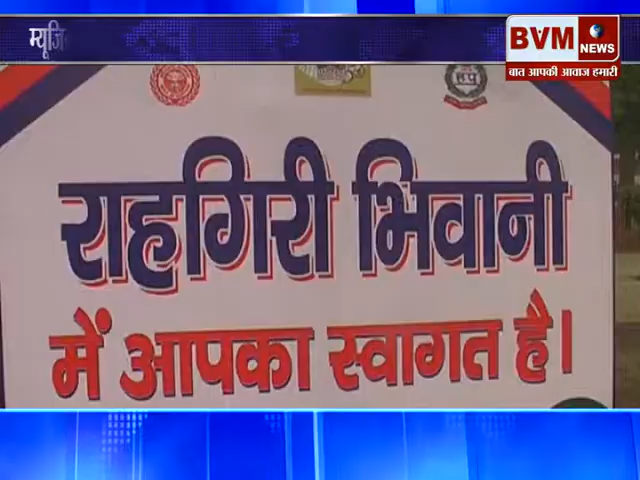 म्यूजि
BVM
NEWS
बात आपकी आवाज हमारी
राहगिरी भिवानी
में आपका स्वागत है।